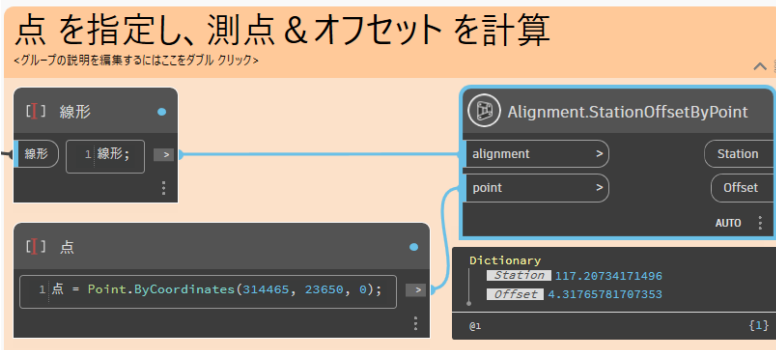 点 を指定し、測点 & オフセット を計算
<グループの説明を編集するにはここをダブル クリック>
[I] 線形
線形
1 線形;
>
Alignment.StationOffsetByPoint
alignment >
Station
point >
Offset
AUTO
[I] 点
1 点 = Point.ByCoordinates(314465, 23650, 0);
>
Dictionary
Station 117.20734171496
Offset 4.31765781707353
@1
{1}